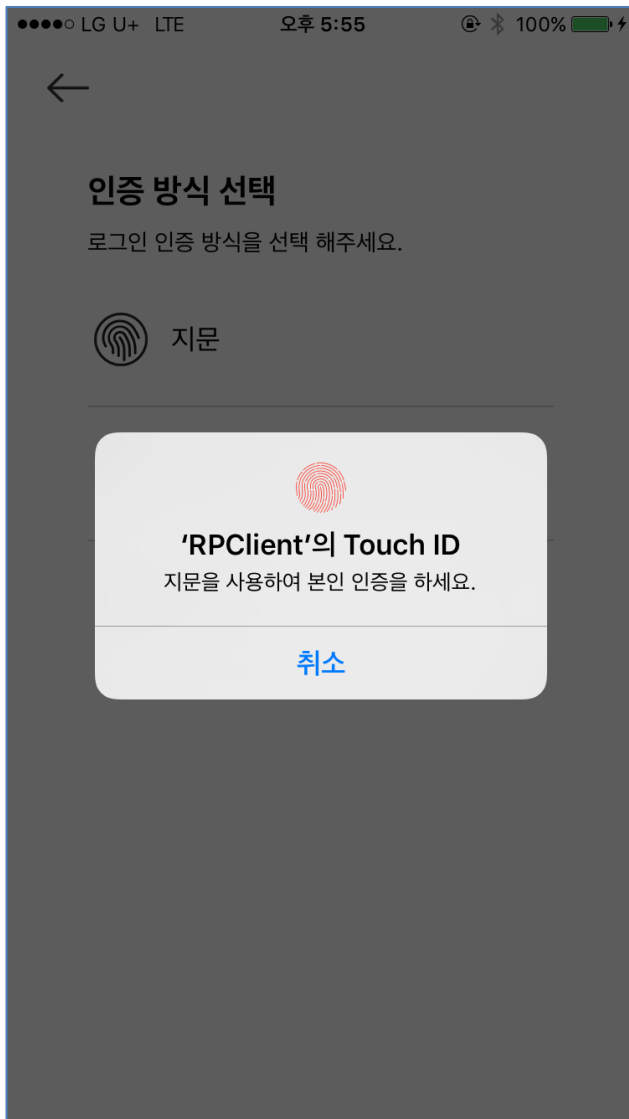 LG U+ LTE 오후 5:55 100%
인증 방식 선택
로그인 인증 방식을 선택 해주세요.
지문
‘RPClient’의 Touch ID
지문을 사용하여 본인 인증을 하세요.
취소